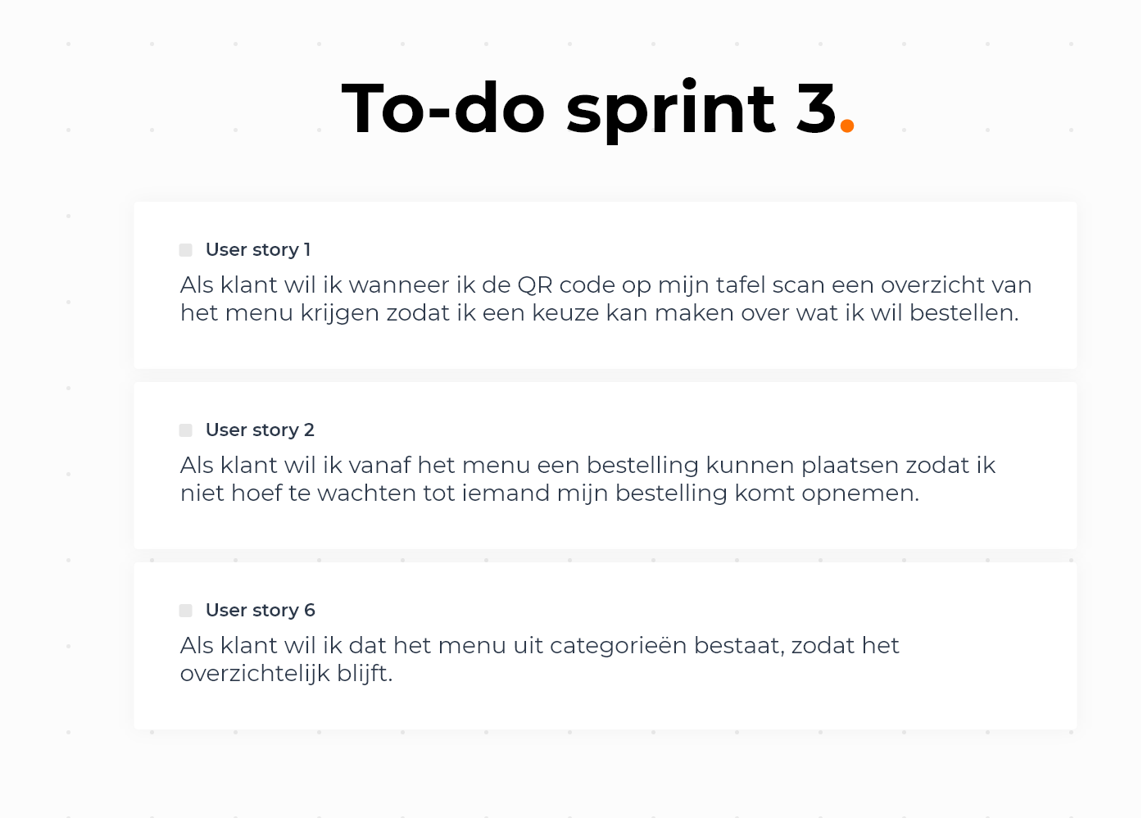 To-do sprint 3.
User story 1
Als klant wil ik wanneer ik de QR code op mijn tafel scan een overzicht van
het menu krijgen zodat ik een keuze kan maken over wat ik wil bestellen.
User story 2
Als klant wil ik vanaf het menu een bestelling kunnen plaatsen zodat ik
niet hoef te wachten tot iemand mijn bestelling komt opnemen.
User story 6
Als klant wil ik dat het menu uit categorieën bestaat, zodat het
overzichtelijk blijft.